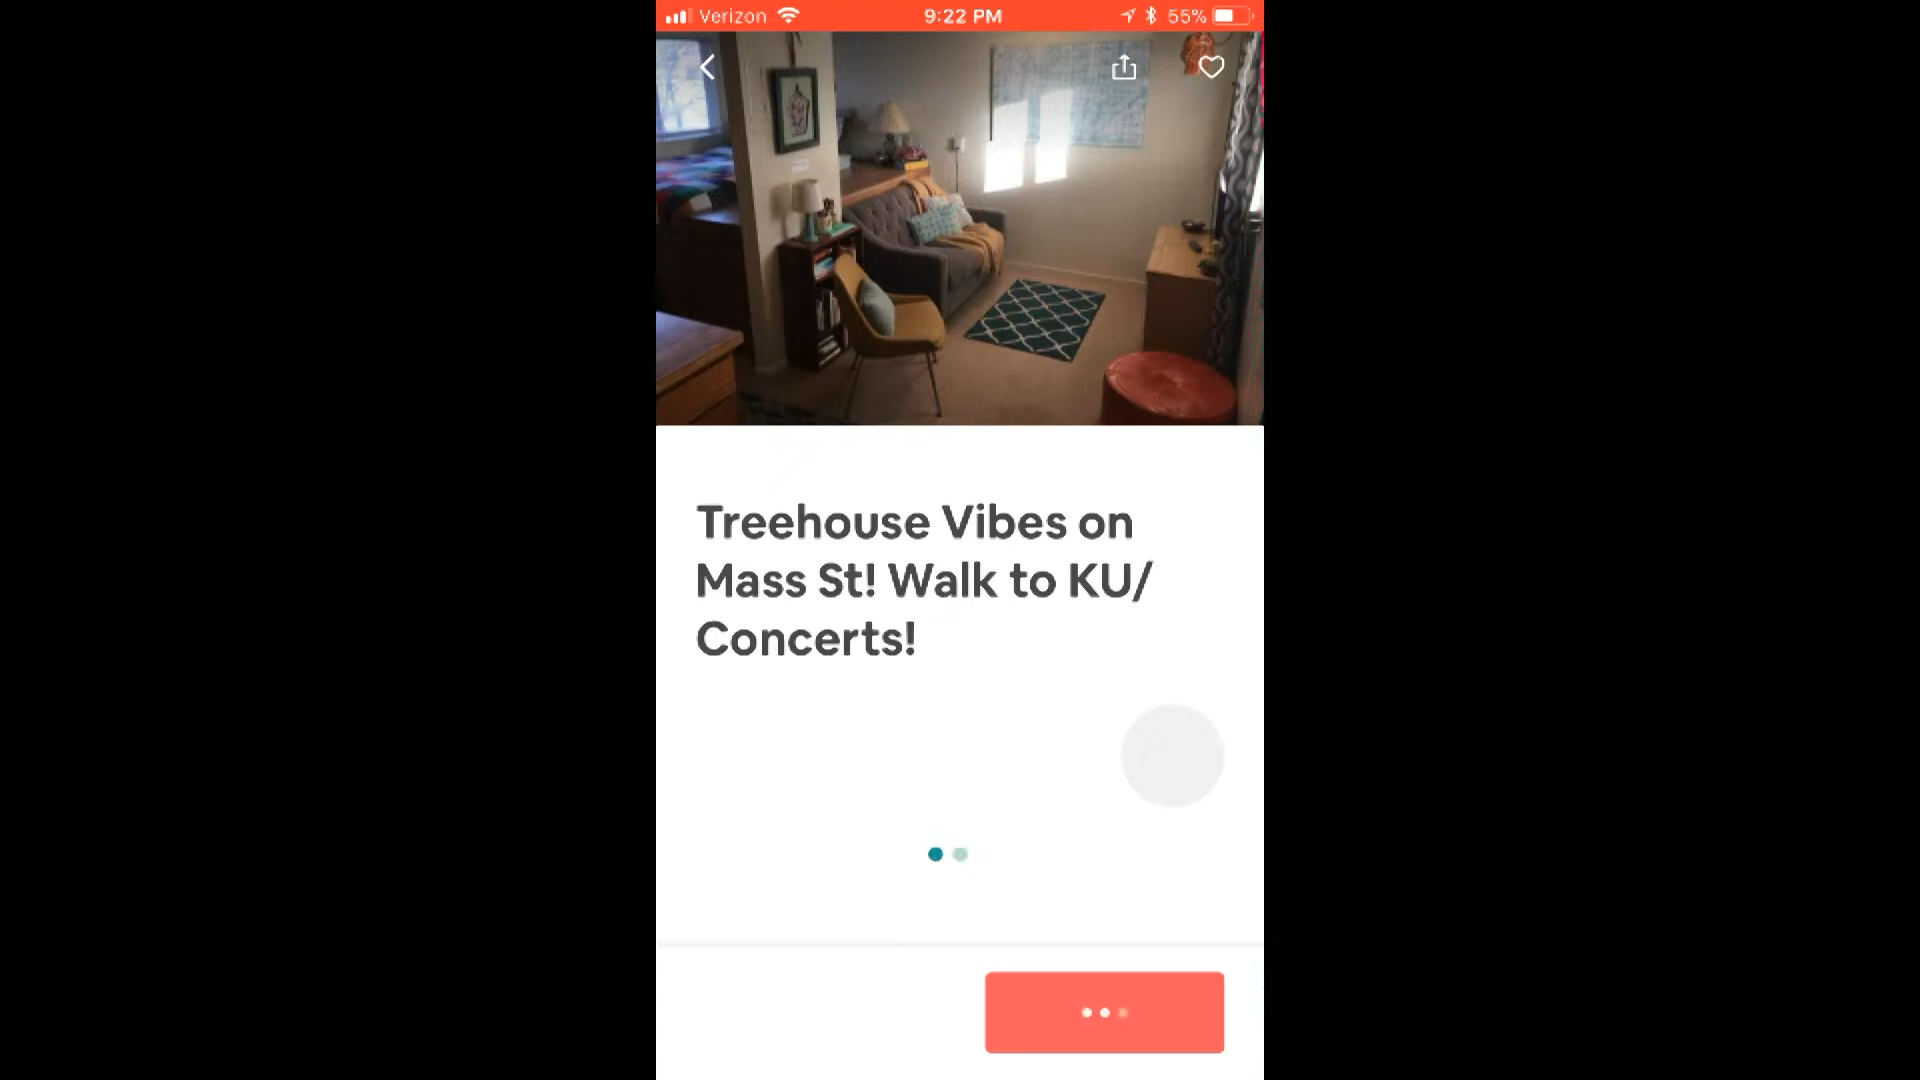 Verizon 9:22 PM 55%
Treehouse Vibes on
Mass St! Walk to KU/
Concerts!